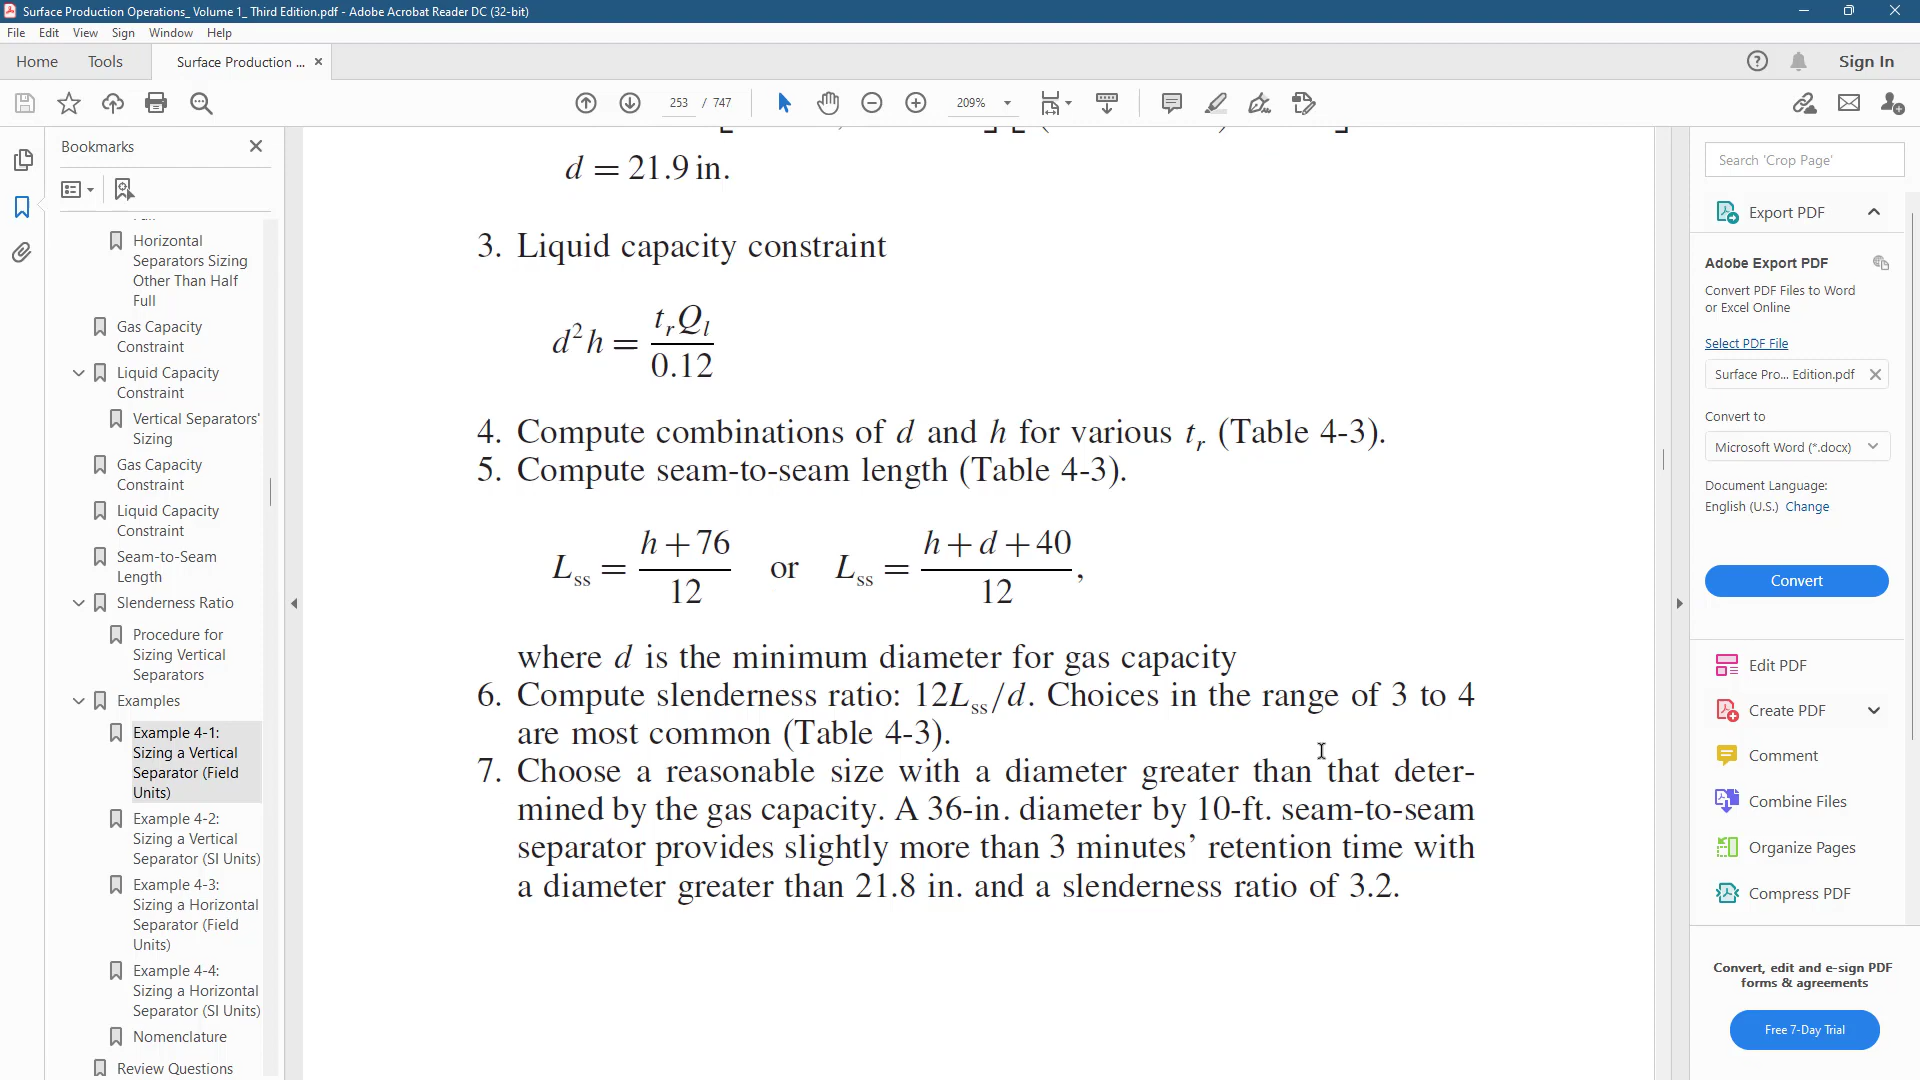 Surface Production Operations_ Volume 1_ Third Edition.pdf - Adobe Acrobat Reader DC (32-bit)
File Edit View Sign Window Help
Home Tools Surface Production ... × Sign In
253 / 747 209%
Bookmarks
Horizontal
Separators Sizing
Other Than Half
Full
Gas Capacity
Constraint
Liquid Capacity
Constraint
Vertical Separators'
Sizing
Gas Capacity
Constraint
Liquid Capacity
Constraint
Seam-to-Seam
Length
Slenderness Ratio
Procedure for
Sizing Vertical
Separators
Examples
Example 4-1:
Sizing a Vertical
Separator (Field
Units)
Example 4-2:
Sizing a Vertical
Separator (SI Units)
Example 4-3:
Sizing a Horizontal
Separator (Field
Units)
Example 4-4:
Sizing a Horizontal
Separator (SI Units)
Nomenclature
Review Questions
d = 21.9 in.
3. Liquid capacity constraint
d²h = t_r Q_l / 0.12
4. Compute combinations of d and h for various t_r (Table 4-3).
5. Compute seam-to-seam length (Table 4-3).
L_ss = (h + 76) / 12 or L_ss = (h + d + 40) / 12,
where d is the minimum diameter for gas capacity
6. Compute slenderness ratio: 12L_ss/d. Choices in the range of 3 to 4
are most common (Table 4-3).
7. Choose a reasonable size with a diameter greater than that deter-
mined by the gas capacity. A 36-in. diameter by 10-ft. seam-to-seam
separator provides slightly more than 3 minutes’ retention time with
a diameter greater than 21.8 in. and a slenderness ratio of 3.2.
Search 'Crop Page'
Export PDF
Adobe Export PDF
Convert PDF Files to Word
or Excel Online
Select PDF File
Surface Pro... Edition.pdf
Convert to
Microsoft Word (*.docx)
Document Language:
English (U.S.) Change
Convert
Edit PDF
Create PDF
Comment
Combine Files
Organize Pages
Compress PDF
Convert, edit and e-sign PDF
forms & agreements
Free 7-Day Trial